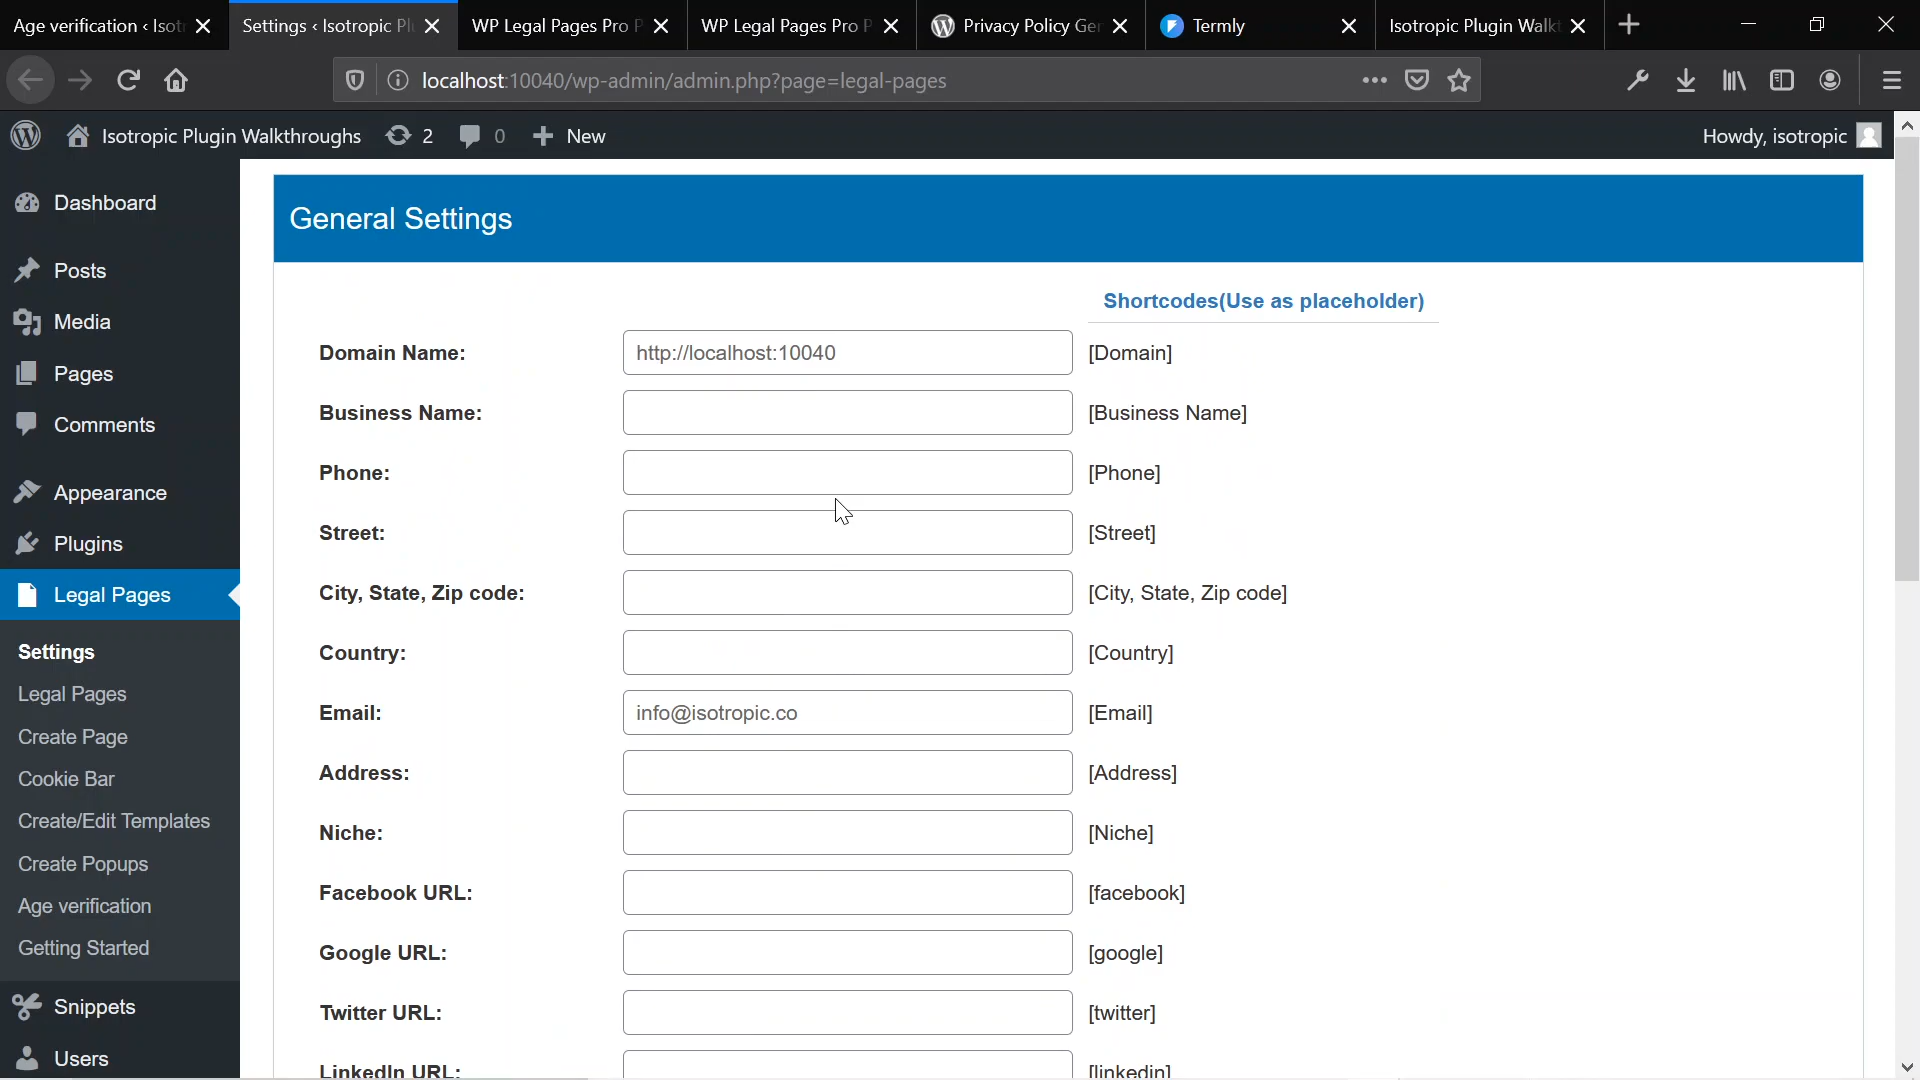 Age verification ‹ Isot
Settings ‹ Isotropic Pl
WP Legal Pages Pro P
WP Legal Pages Pro P
Privacy Policy Gen
Termly
Isotropic Plugin Walkt
localhost:10040/wp-admin/admin.php?page=legal-pages
Isotropic Plugin Walkthroughs 2 0 New
Howdy, isotropic
Dashboard
Posts
Media
Pages
Comments
Appearance
Plugins
Legal Pages
Settings
Legal Pages
Create Page
Cookie Bar
Create/Edit Templates
Create Popups
Age verification
Getting Started
Snippets
Users
General Settings
Shortcodes(Use as placeholder)
Domain Name: http://localhost:10040 [Domain]
Business Name: [Business Name]
Phone: [Phone]
Street: [Street]
City, State, Zip code: [City, State, Zip code]
Country: [Country]
Email: info@isotropic.co [Email]
Address: [Address]
Niche: [Niche]
Facebook URL: [facebook]
Google URL: [google]
Twitter URL: [twitter]
LinkedIn URL: [linkedin]